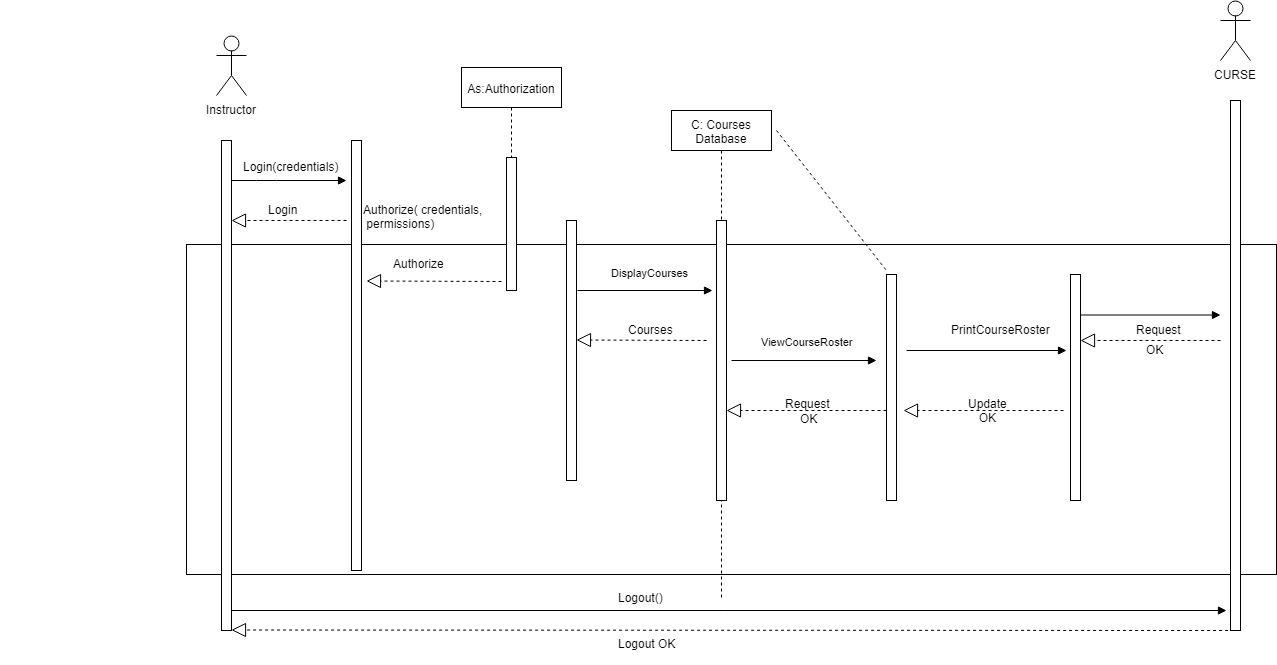 CURSE
Instructor
As:Authorization
C: Courses
Database
Login(credentials)
Login
Authorize( credentials,
permissions)
Authorize
DisplayCourses
Courses
ViewCourseRoster
PrintCourseRoster
Request
OK
Request
OK
Update
OK
Logout()
Logout OK